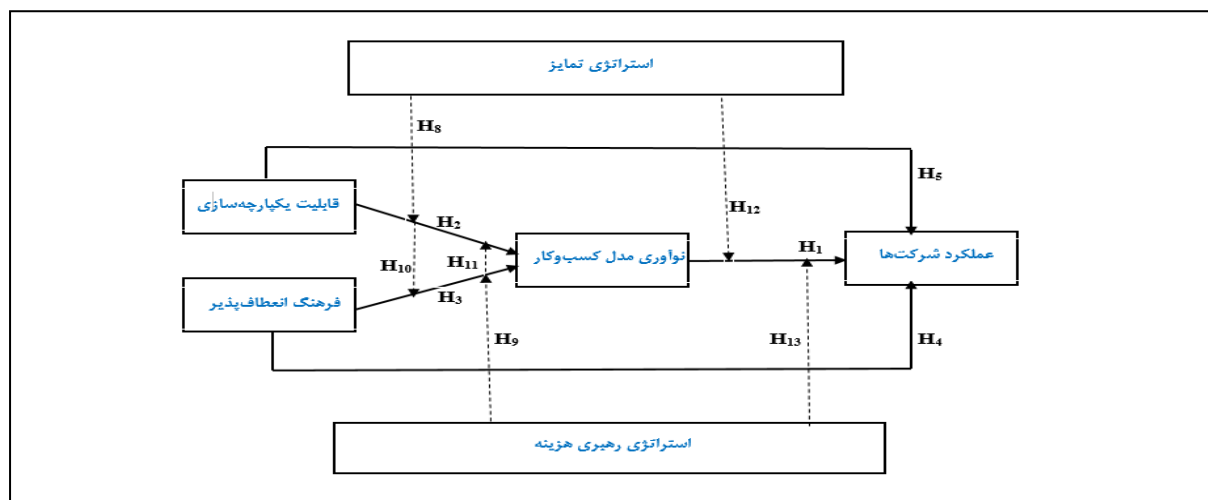 استراتژی تمایز
H8
H5
قابلیت یکپارچه‌سازی
H2
H12
H1
نوآوری مدل کسب‌وکار
عملکرد شرکت‌ها
H10
H11
فرهنگ انعطاف‌پذیر
H3
H9
H13
H4
استراتژی رهبری هزینه